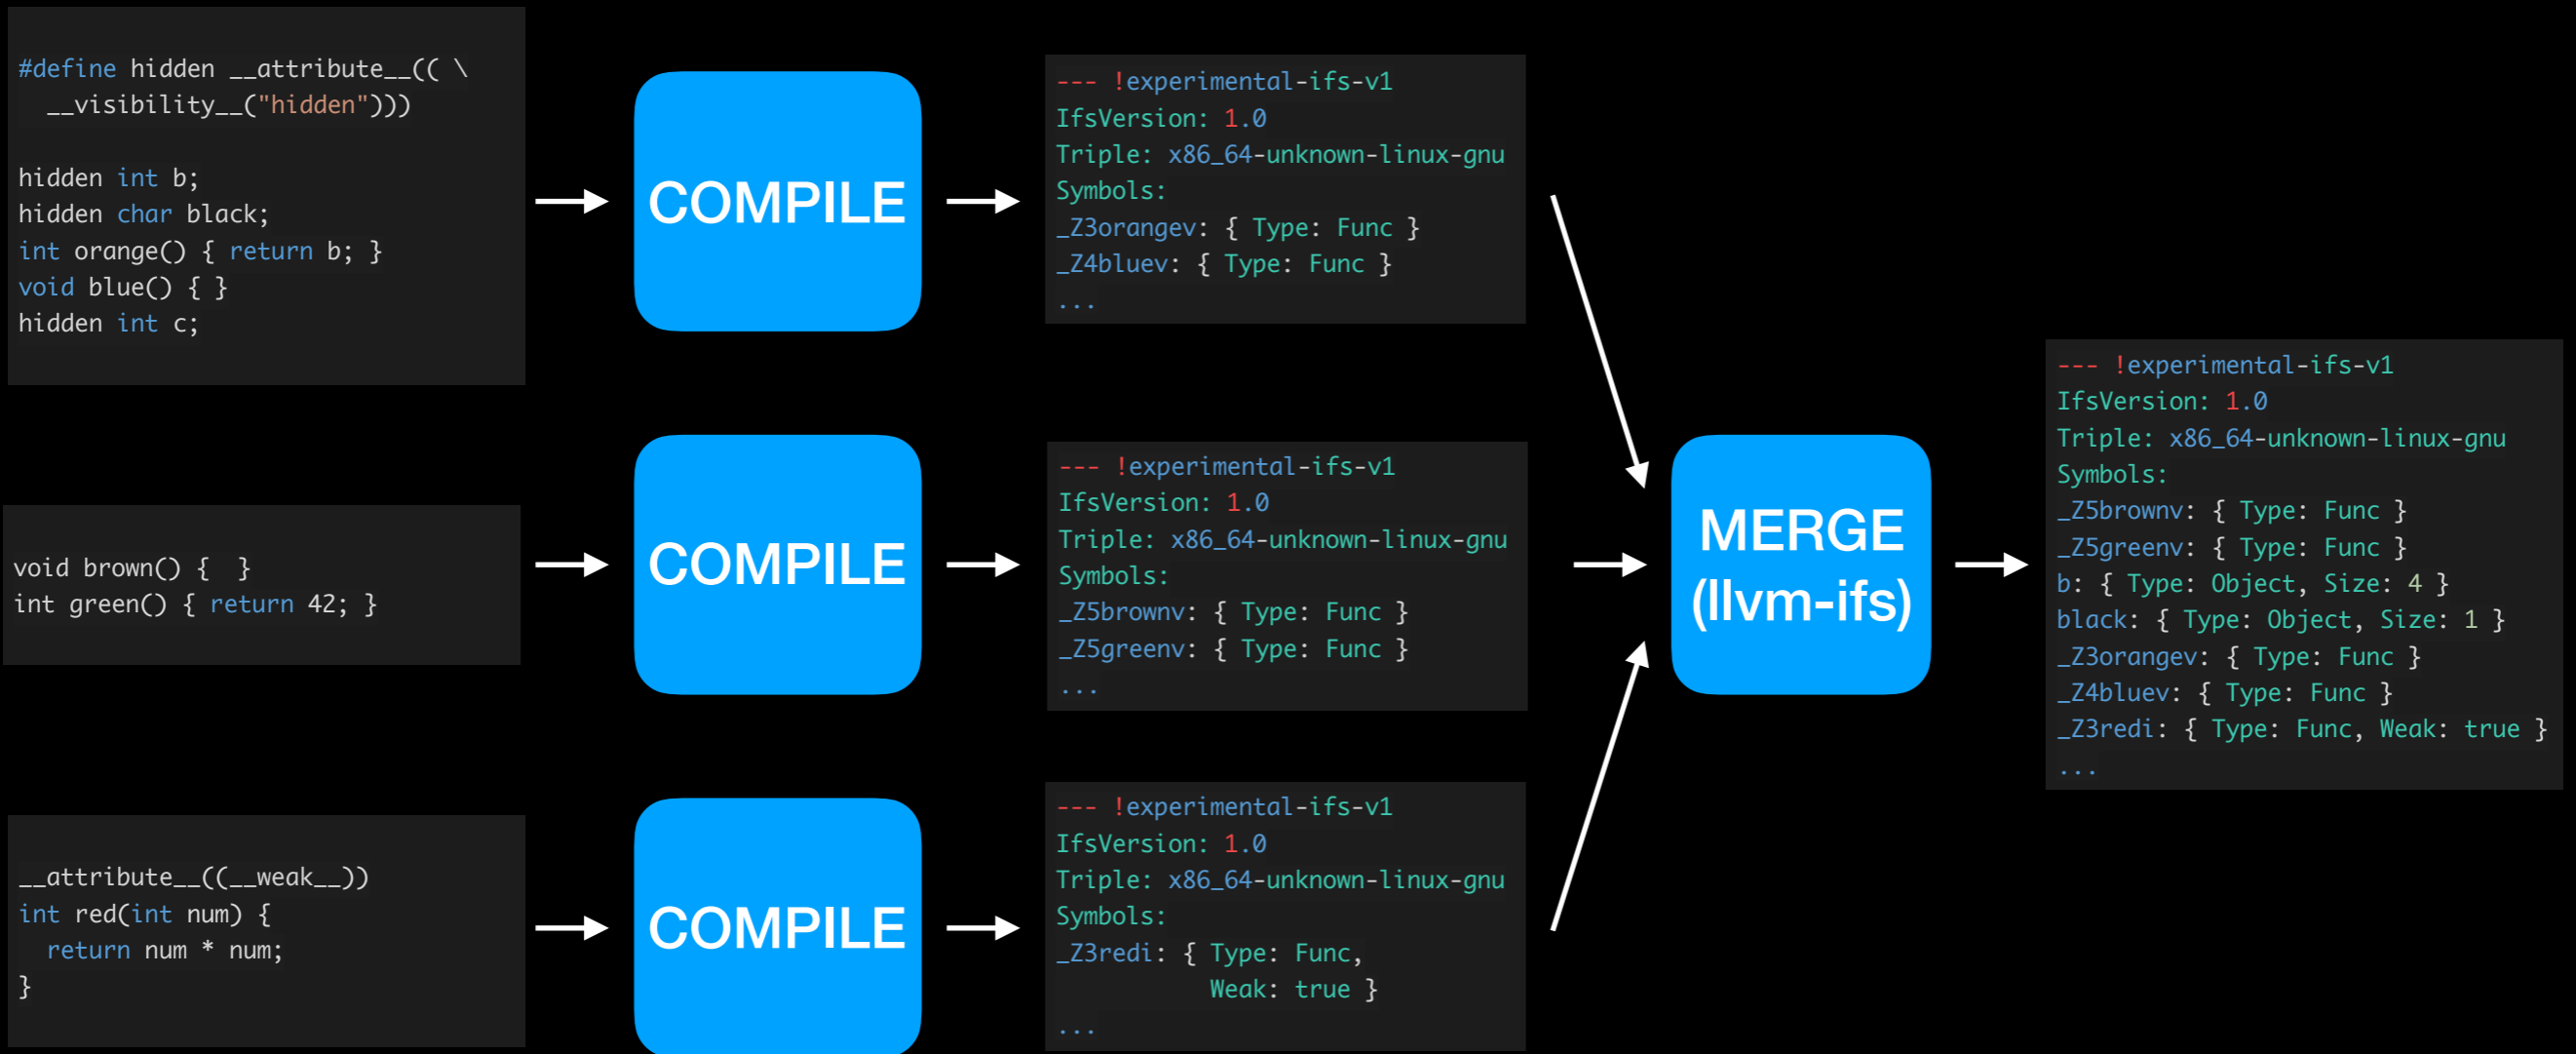 #define hidden __attribute__(( \
  __visibility__("hidden")))
hidden int b;
hidden char black;
int orange() { return b; }
void blue() { }
hidden int c;
COMPILE
--- !experimental-ifs-v1
IfsVersion: 1.0
Triple: x86_64-unknown-linux-gnu
Symbols:
_Z3orangev: { Type: Func }
_Z4bluev: { Type: Func }
...
void brown() {  }
int green() { return 42; }
COMPILE
--- !experimental-ifs-v1
IfsVersion: 1.0
Triple: x86_64-unknown-linux-gnu
Symbols:
_Z5brownv: { Type: Func }
_Z5greenv: { Type: Func }
...
__attribute__((__weak__))
int red(int num) {
  return num * num;
}
COMPILE
--- !experimental-ifs-v1
IfsVersion: 1.0
Triple: x86_64-unknown-linux-gnu
Symbols:
_Z3redi: { Type: Func,
           Weak: true }
...
MERGE
(llvm-ifs)
--- !experimental-ifs-v1
IfsVersion: 1.0
Triple: x86_64-unknown-linux-gnu
Symbols:
_Z5brownv: { Type: Func }
_Z5greenv: { Type: Func }
b: { Type: Object, Size: 4 }
black: { Type: Object, Size: 1 }
_Z3orangev: { Type: Func }
_Z4bluev: { Type: Func }
_Z3redi: { Type: Func, Weak: true }
...